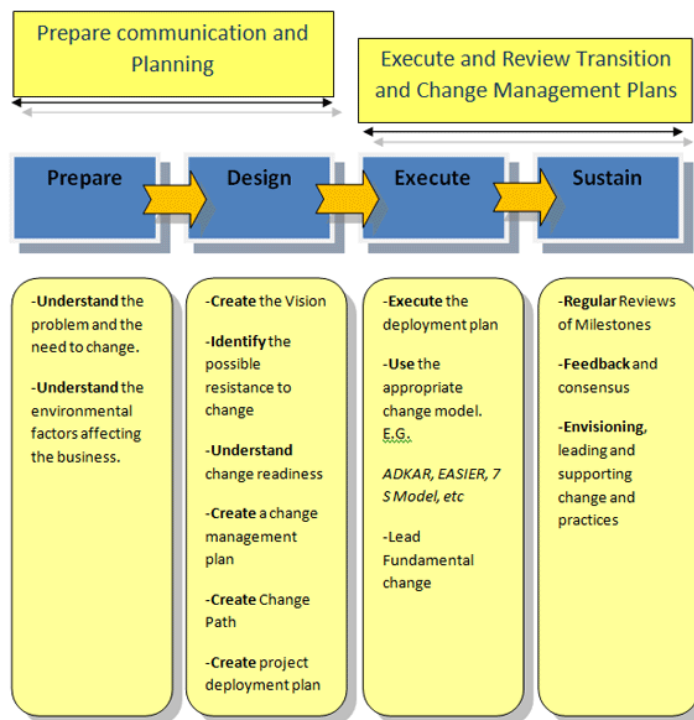 Prepare communication and
Planning
Execute and Review Transition
and Change Management Plans
Prepare
Design
Execute
Sustain
-Understand the
problem and the
need to change.
-Understand the
environmental
factors affecting
the business.
-Create the Vision
-Identify the
possible
resistance to
change
-Understand
change readiness
-Create a change
management
plan
-Create Change
Path
-Create project
deployment plan
-Execute the
deployment plan
-Use the
appropriate
change model.
E.G.
ADKAR, EASIER, 7
S Model, etc
-Lead
Fundamental
change
-Regular Reviews
of Milestones
-Feedback and
consensus
-Envisioning,
leading and
supporting
change and
practices